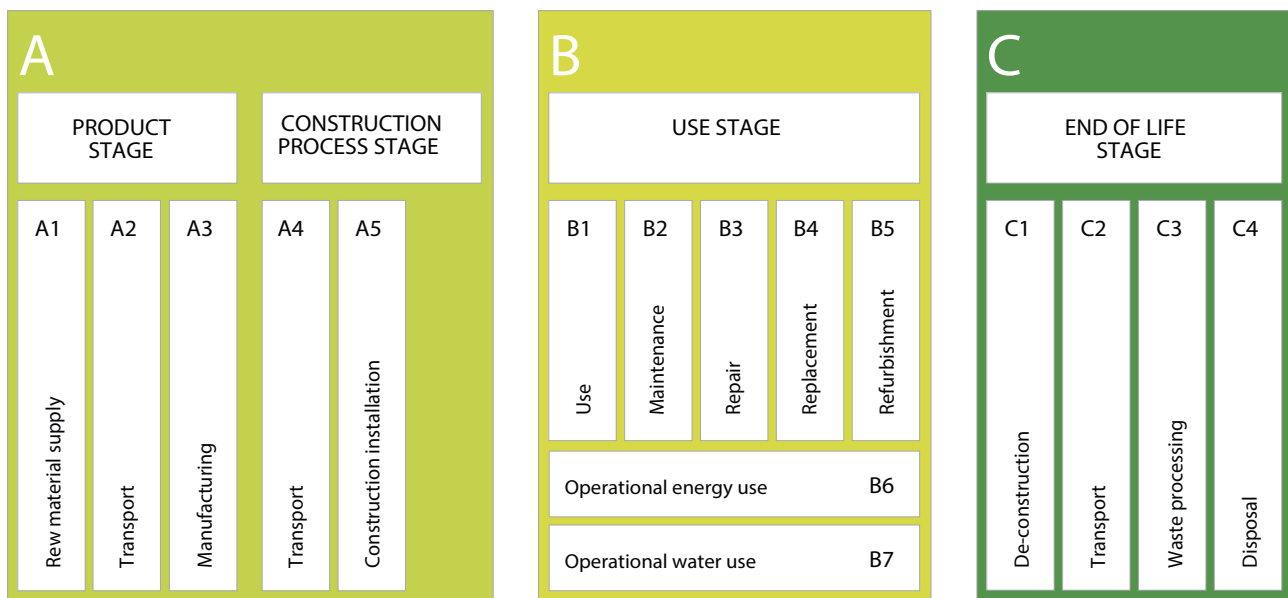 A
PRODUCT
STAGE
CONSTRUCTION
PROCESS STAGE
A1
Rew material supply
A2
Transport
A3
Manufacturing
A4
Transport
A5
Construction installation
B
USE STAGE
B1
Use
B2
Maintenance
B3
Repair
B4
Replacement
B5
Refurbishment
Operational energy use B6
Operational water use B7
C
END OF LIFE
STAGE
C1
De-construction
C2
Transport
C3
Waste processing
C4
Disposal